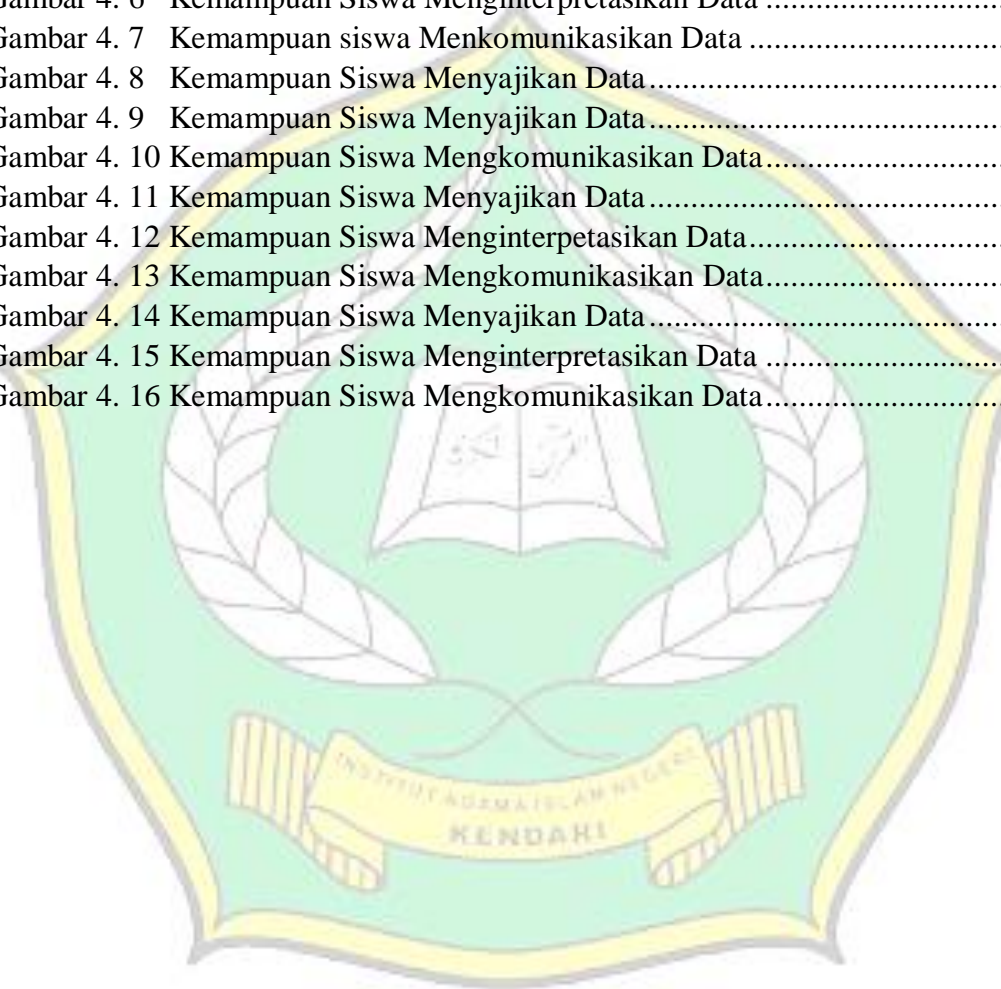 Gambar 4. 6 Kemampuan Siswa Menginterpretasikan Data ................................
Gambar 4. 7 Kemampuan siswa Menkomunikasikan Data ................................
Gambar 4. 8 Kemampuan Siswa Menyajikan Data ................................
Gambar 4. 9 Kemampuan Siswa Menyajikan Data ................................
Gambar 4. 10 Kemampuan Siswa Mengkomunikasikan Data ................................
Gambar 4. 11 Kemampuan Siswa Menyajikan Data ................................
Gambar 4. 12 Kemampuan Siswa Menginterpetasikan Data ................................
Gambar 4. 13 Kemampuan Siswa Mengkomunikasikan Data ................................
Gambar 4. 14 Kemampuan Siswa Menyajikan Data ................................
Gambar 4. 15 Kemampuan Siswa Menginterpretasikan Data ................................
Gambar 4. 16 Kemampuan Siswa Mengkomunikasikan Data ................................
INSTITUT AGAMA ISLAM NEGERI
KENDARI